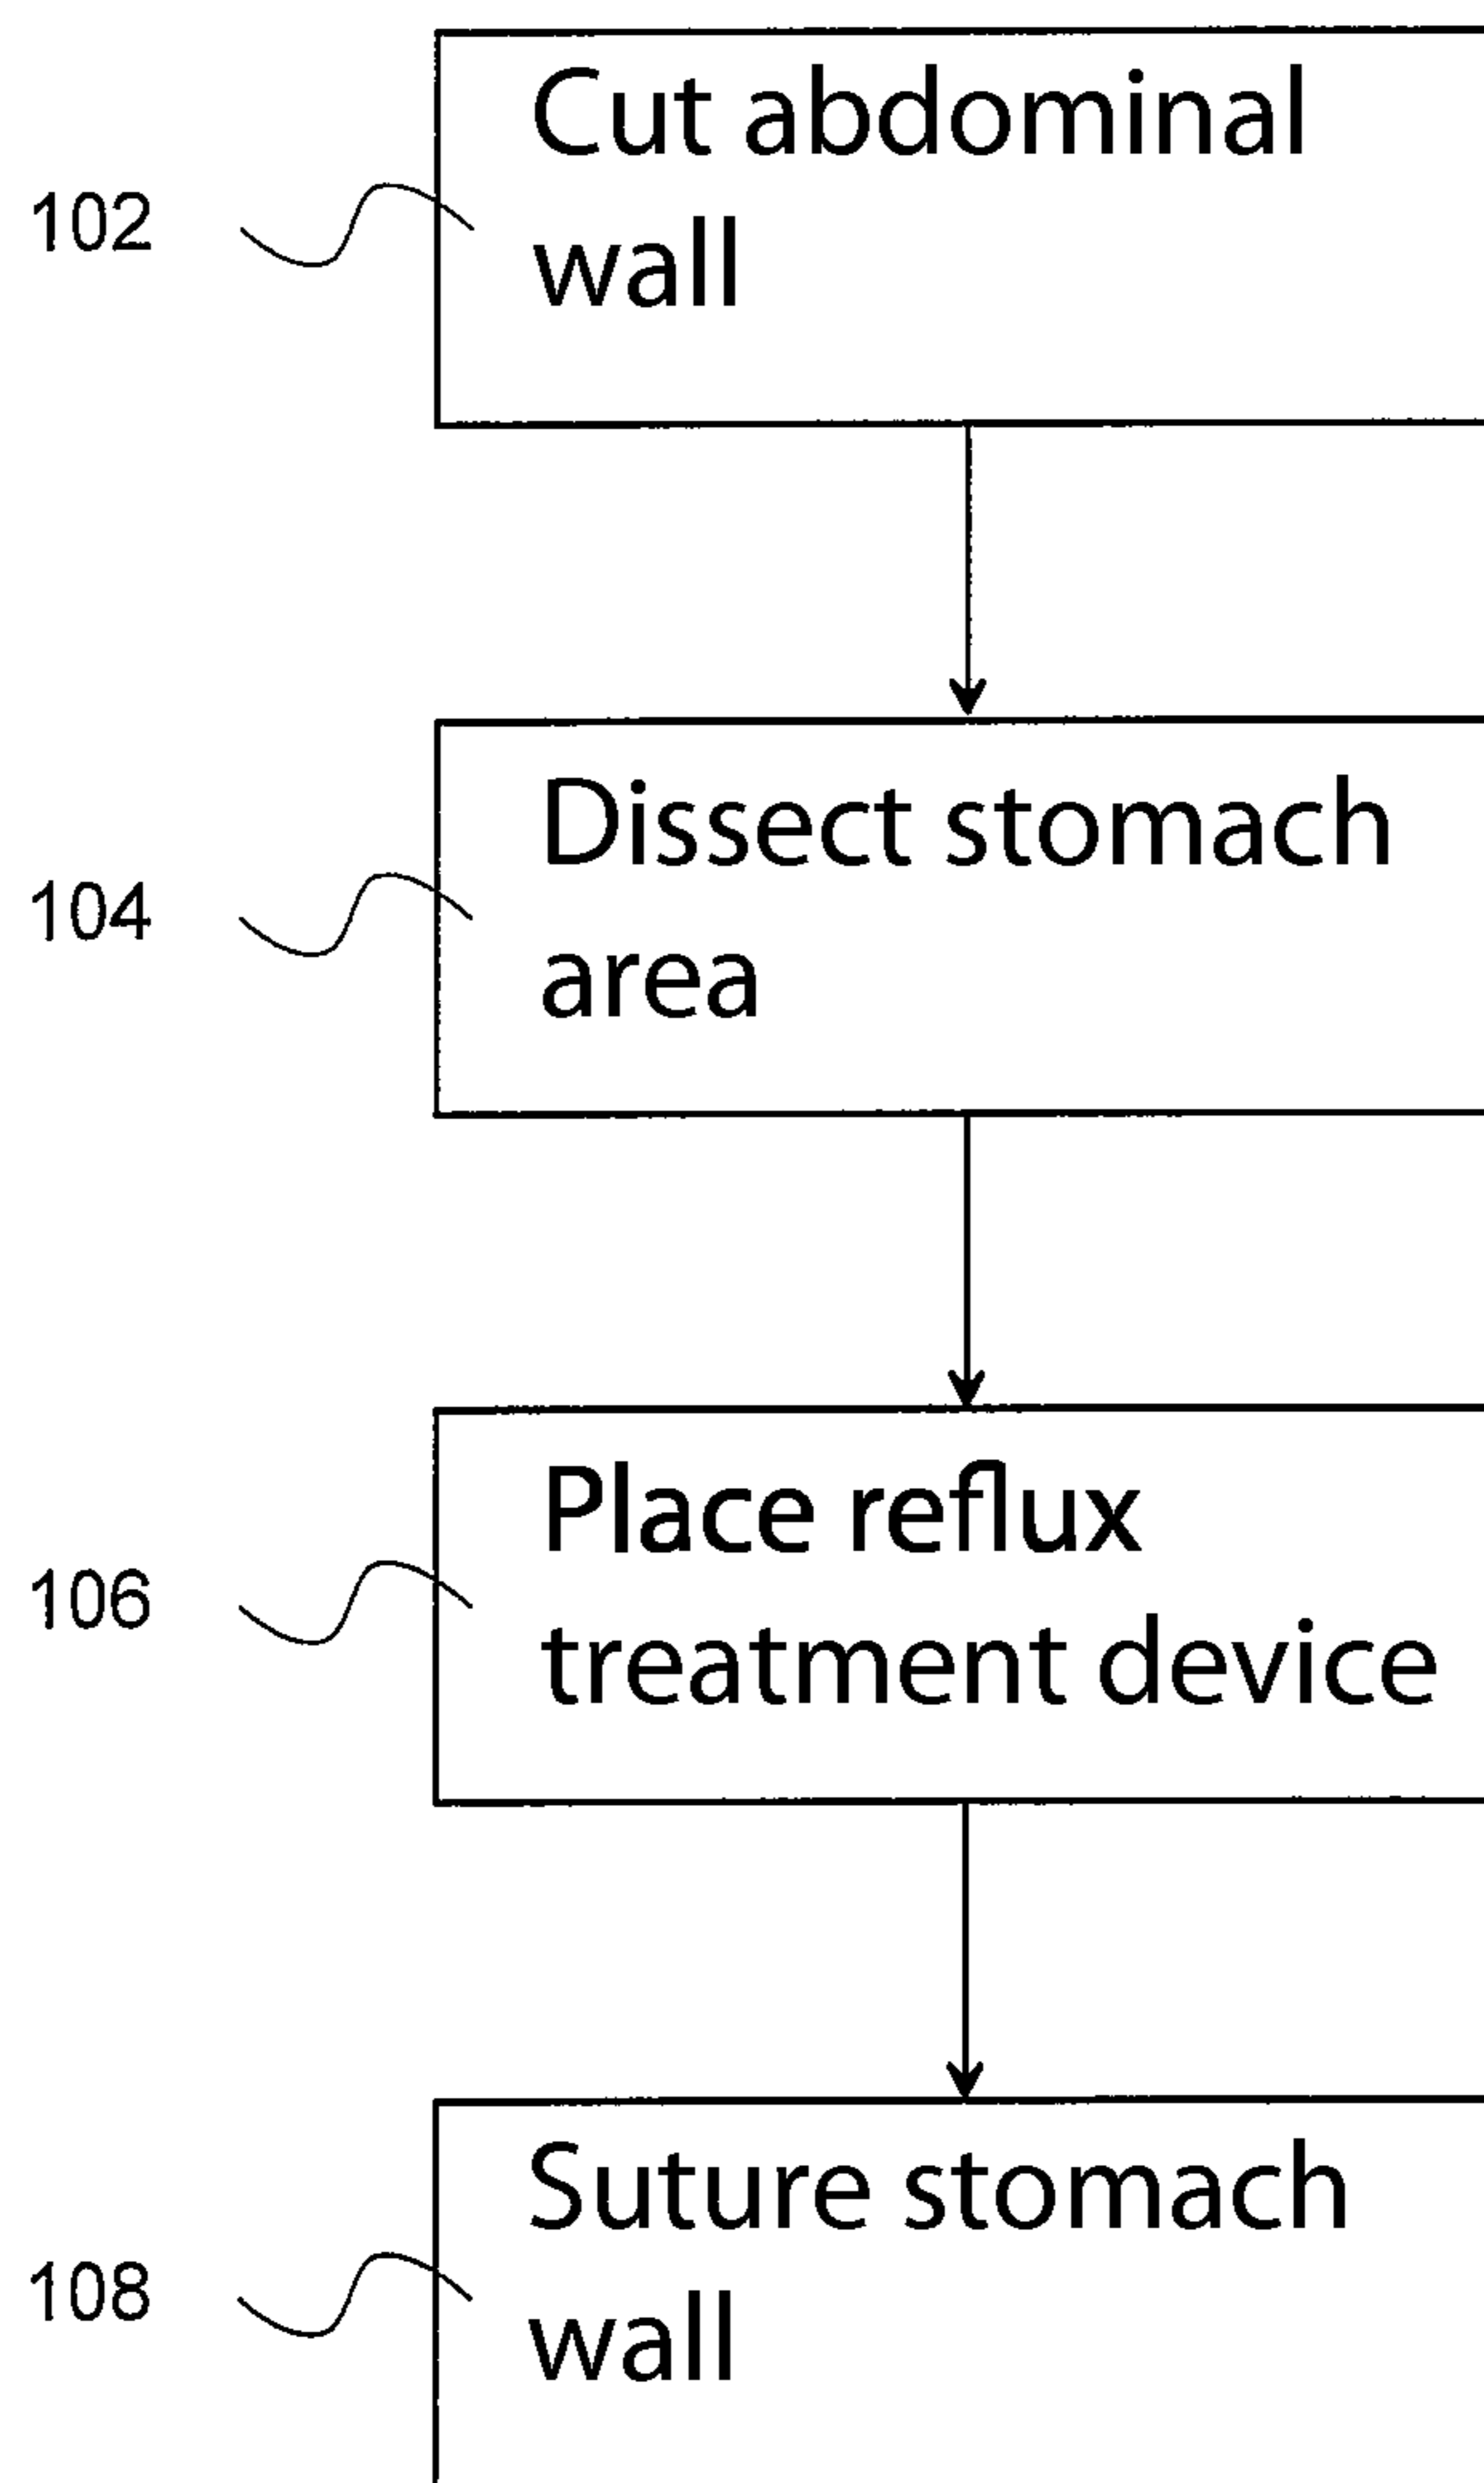 Cut abdominal
102
wall
Dissect stomach
104
area
Place reflux
106
treatment device
Suture stomach
108
wall